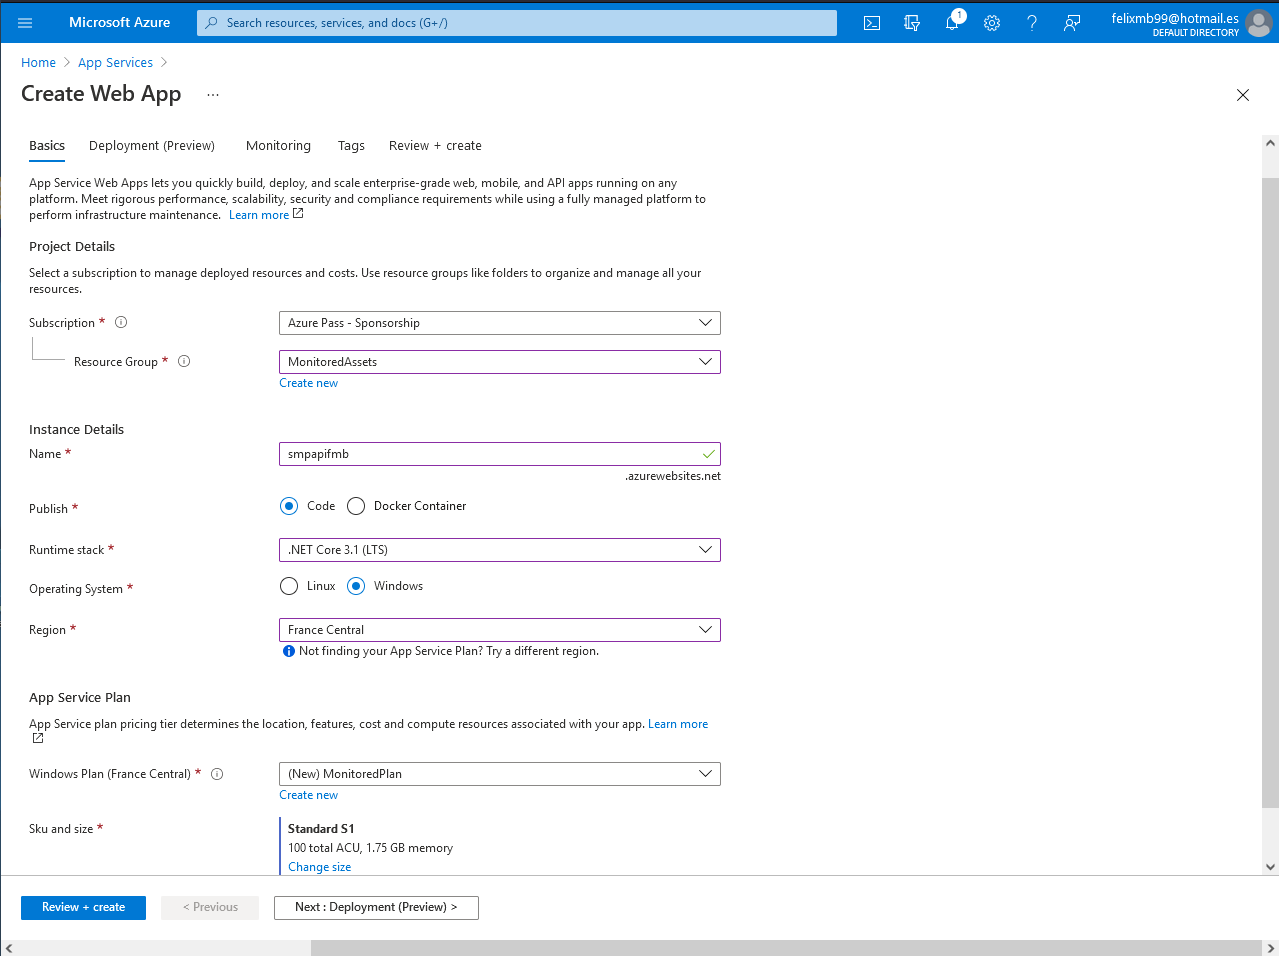 Microsoft Azure
Search resources, services, and docs (G+/)
1
felixmb99@hotmail.es
DEFAULT DIRECTORY
Home > App Services >
Create Web App ...
Basics Deployment (Preview) Monitoring Tags Review + create
App Service Web Apps lets you quickly build, deploy, and scale enterprise-grade web, mobile, and API apps running on any
platform. Meet rigorous performance, scalability, security and compliance requirements while using a fully managed platform to
perform infrastructure maintenance. Learn more
Project Details
Select a subscription to manage deployed resources and costs. Use resource groups like folders to organize and manage all your
resources.
Subscription * Azure Pass - Sponsorship
Resource Group * MonitoredAssets
Create new
Instance Details
Name * smpapifmb
.azurewebsites.net
Publish * Code Docker Container
Runtime stack * .NET Core 3.1 (LTS)
Operating System * Linux Windows
Region * France Central
Not finding your App Service Plan? Try a different region.
App Service Plan
App Service plan pricing tier determines the location, features, cost and compute resources associated with your app. Learn more
Windows Plan (France Central) * (New) MonitoredPlan
Create new
Sku and size * Standard S1
100 total ACU, 1.75 GB memory
Change size
Review + create < Previous Next : Deployment (Preview) >